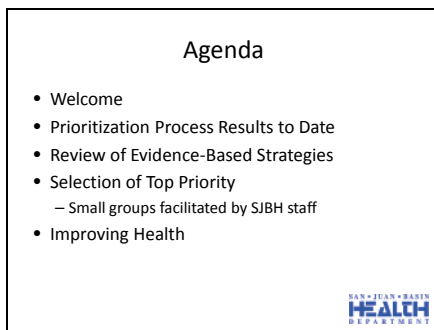 Agenda
• Welcome
• Prioritization Process Results to Date
• Review of Evidence-Based Strategies
• Selection of Top Priority
– Small groups facilitated by SJBH staff
• Improving Health
SAN•JUAN•BASIN
HEALTH
DEPARTMENT